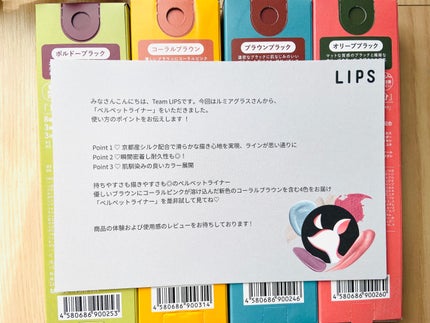 ボルドーブラック
コーラルブラウン
ブラウンブラック
オリーブブラック
LIPS
みなさんこんにちは、Team LIPSです。今回はルミアグラスさんから、
「ベルベットライナー」をいただきました。
使い方のポイントをお伝えします！
Point 1 ♡ 京都産シルク配合で滑らかな描き心地を実現、ラインが思い通りに
Point 2 ♡瞬間密着し耐久性も◎！
Point 3 ♡ 肌馴染みの良いカラー展開
持ちやすさも描きやすさも◎のベルベットライナー
優しいブラウンにコーラルピンクが溶け込んだ新色のコーラルブラウンを含む4色をお届け
「ベルベットライナー」を是非試して見てね♡
商品の体験および使用感のレビューをお待ちしております！
4580686900253
4580686900314
4580686900246
4580686900260